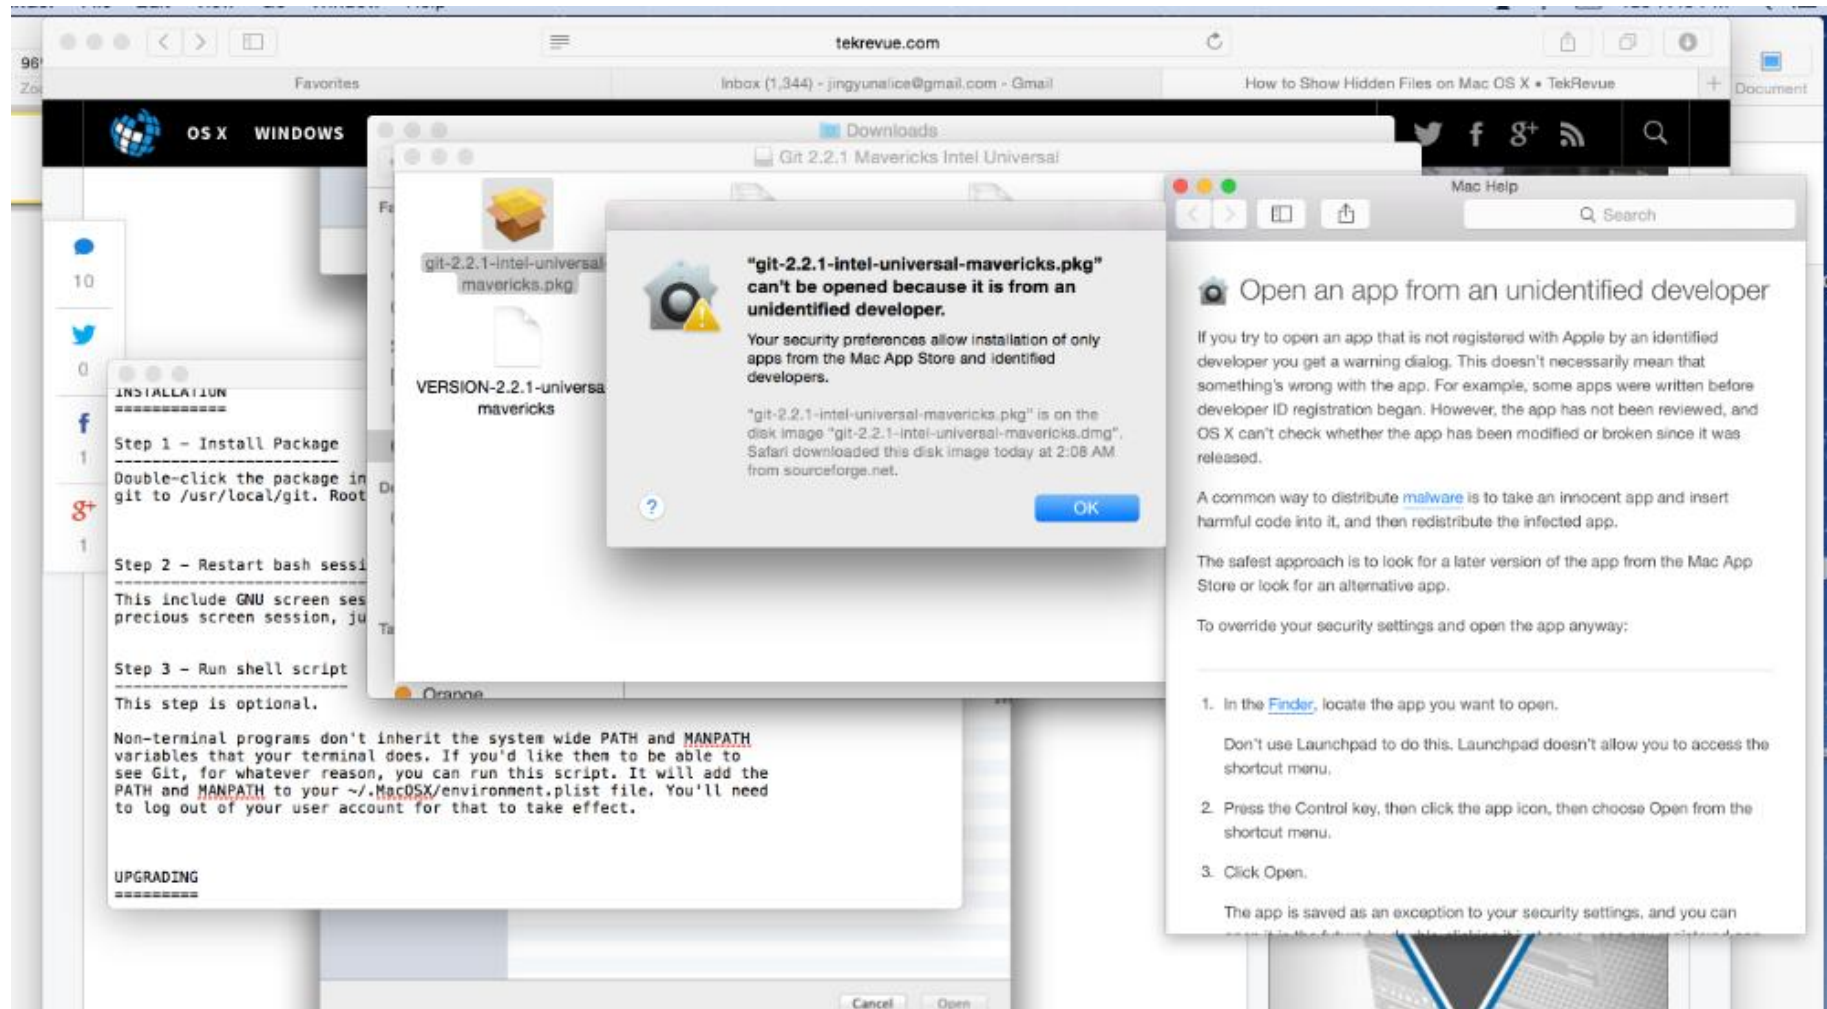 96
tekrevue.com
Favorites
Inbox (1,344) - jingyunalice@gmail.com - Gmail
How to Show Hidden Files on Mac OS X • TekRevue
Document
OS X WINDOWS
Downloads
Git 2.2.1 Mavericks Intel Universal
git-2.2.1-intel-universal-
mavericks.pkg
VERSION-2.2.1-universa
mavericks
Orange
10
0
1
1
"git-2.2.1-intel-universal-mavericks.pkg"
can't be opened because it is from an
unidentified developer.
Your security preferences allow installation of only
apps from the Mac App Store and identified
developers.
"git-2.2.1-intel-universal-mavericks.pkg" is on the
disk image "git-2.2.1-intel-universal-mavericks.dmg".
Safari downloaded this disk image today at 2:08 AM
from sourceforge.net.
?
OK
INSTALLATION
============
Step 1 - Install Package
------------------------
Double-click the package in
git to /usr/local/git. Root
Step 2 - Restart bash sessi
This include GNU screen ses
precious screen session, ju
Step 3 - Run shell script
-------------------------
This step is optional.
Non-terminal programs don't inherit the system wide PATH and MANPATH
variables that your terminal does. If you'd like them to be able to
see Git, for whatever reason, you can run this script. It will add the
PATH and MANPATH to your ~/.MacOSX/environment.plist file. You'll need
to log out of your user account for that to take effect.
UPGRADING
=========
Cancel Open
Mac Help
Search
Open an app from an unidentified developer
If you try to open an app that is not registered with Apple by an identified
developer you get a warning dialog. This doesn't necessarily mean that
something's wrong with the app. For example, some apps were written before
developer ID registration began. However, the app has not been reviewed, and
OS X can't check whether the app has been modified or broken since it was
released.
A common way to distribute malware is to take an innocent app and insert
harmful code into it, and then redistribute the infected app.
The safest approach is to look for a later version of the app from the Mac App
Store or look for an alternative app.
To override your security settings and open the app anyway:
1. In the Finder, locate the app you want to open.
Don't use Launchpad to do this. Launchpad doesn't allow you to access the
shortcut menu.
2. Press the Control key, then click the app icon, then choose Open from the
shortcut menu.
3. Click Open.
The app is saved as an exception to your security settings, and you can